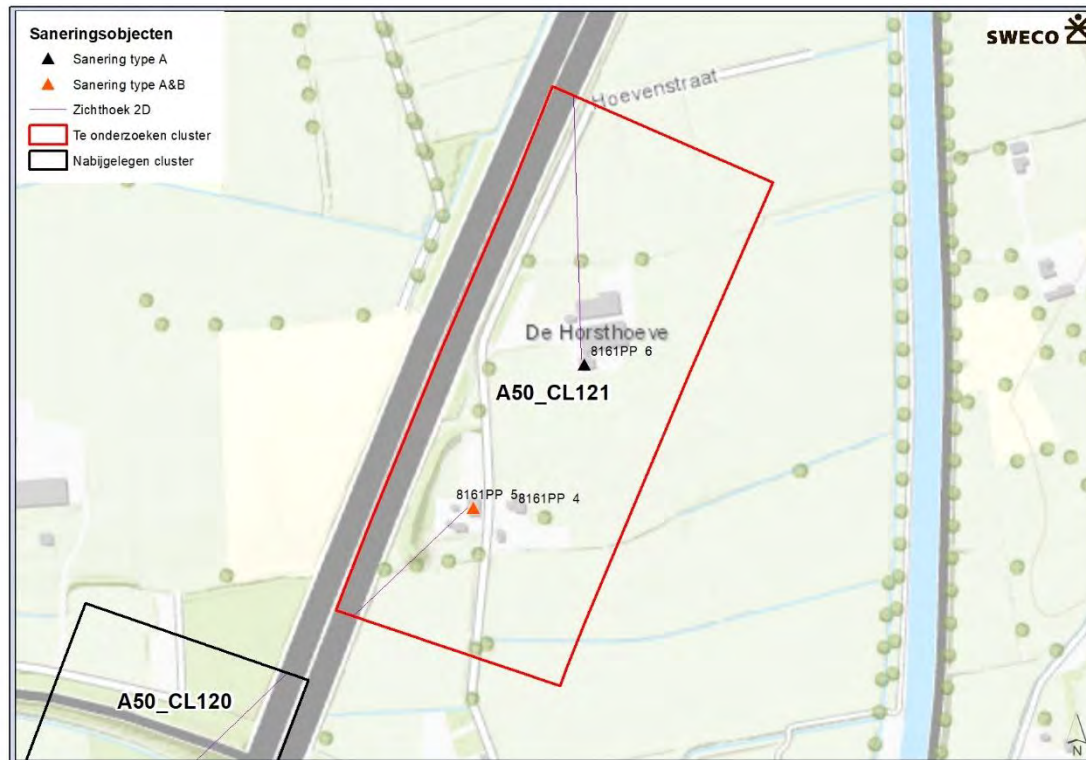 Saneringsobjecten
Sanering type A
Sanering type A&B
Zichthoek 2D
Te onderzoeken cluster
Nabijgelegen cluster
SWECO
Hoevenstraat
De Horsthoeve
8161PP 6
A50_CL121
8161PP 5
8161PP 4
A50_CL120
N